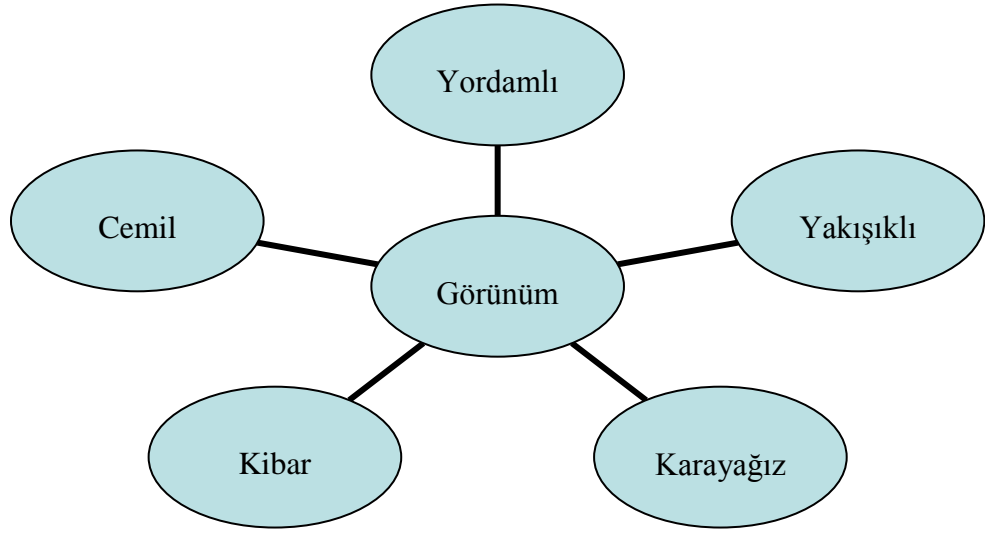 Yordamlı
Cemil
Yakışıklı
Görünüm
Kibar
Karayağız